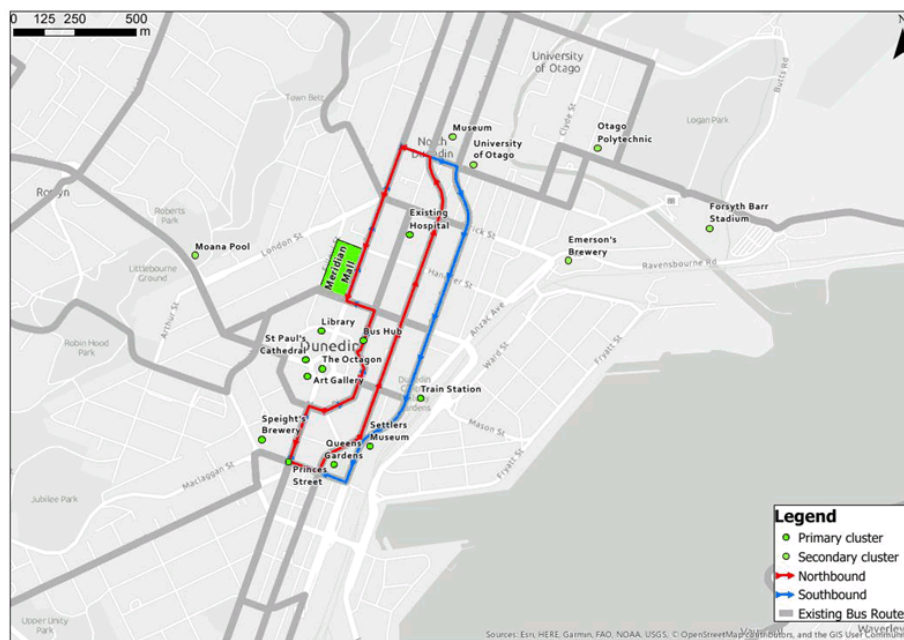 0 125 250 500
m
N
University
of Otago
Town Belt
Clyde St
Butts Rd
Logan Park
Museum
North
Dunedin
University
of Otago
Otago
Polytechnic
Roslyn
Roberts
Park
Existing
Hospital
Forsyth Barr
Stadium
London St
Moana Pool
Emerson's
Brewery
Ravensbourne Rd
Littlebourne
Ground
Meridian
Mall
Hanover St
Anzac Ave
Arthur St
Library
Bus Hub
Ward St
Fryatt St
Robin Hood
Park
St Paul's
Cathedral
Dunedin
The Octagon
Art Gallery
Train Station
Speight's
Brewery
Settlers
Museum
Mason St
Queens
Gardens
Fryatt St
Maclaggan St
Princes
Street
Jubilee Park
Upper Unity
Park
Legend
Primary cluster
Secondary cluster
Northbound
Southbound
Existing Bus Route
Waverley
Sources: Esri, HERE, Garmin, FAO, NOAA, USGS, © OpenStreetMap contributors, and the GIS User Commun